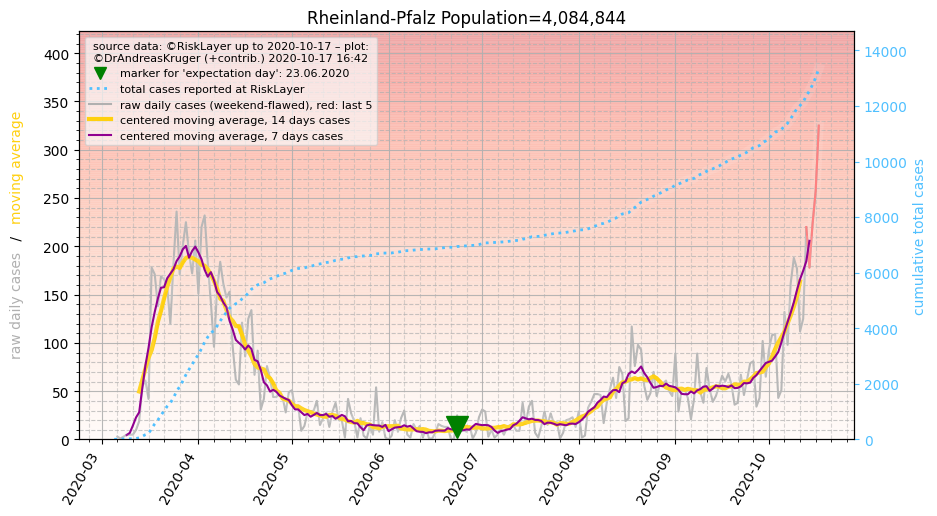 Rheinland-Pfalz Population=4,084,844
source data: ©RiskLayer up to 2020-10-17 – plot:
©DrAndreasKruger (+contrib.) 2020-10-17 16:42
marker for 'expectation day': 23.06.2020
total cases reported at RiskLayer
raw daily cases (weekend-flawed), red: last 5
centered moving average, 14 days cases
centered moving average, 7 days cases
raw daily cases / moving average
400
350
300
250
200
150
100
50
0
cumulative total cases
14000
12000
10000
8000
6000
4000
2000
0
2020-03
2020-04
2020-05
2020-06
2020-07
2020-08
2020-09
2020-10